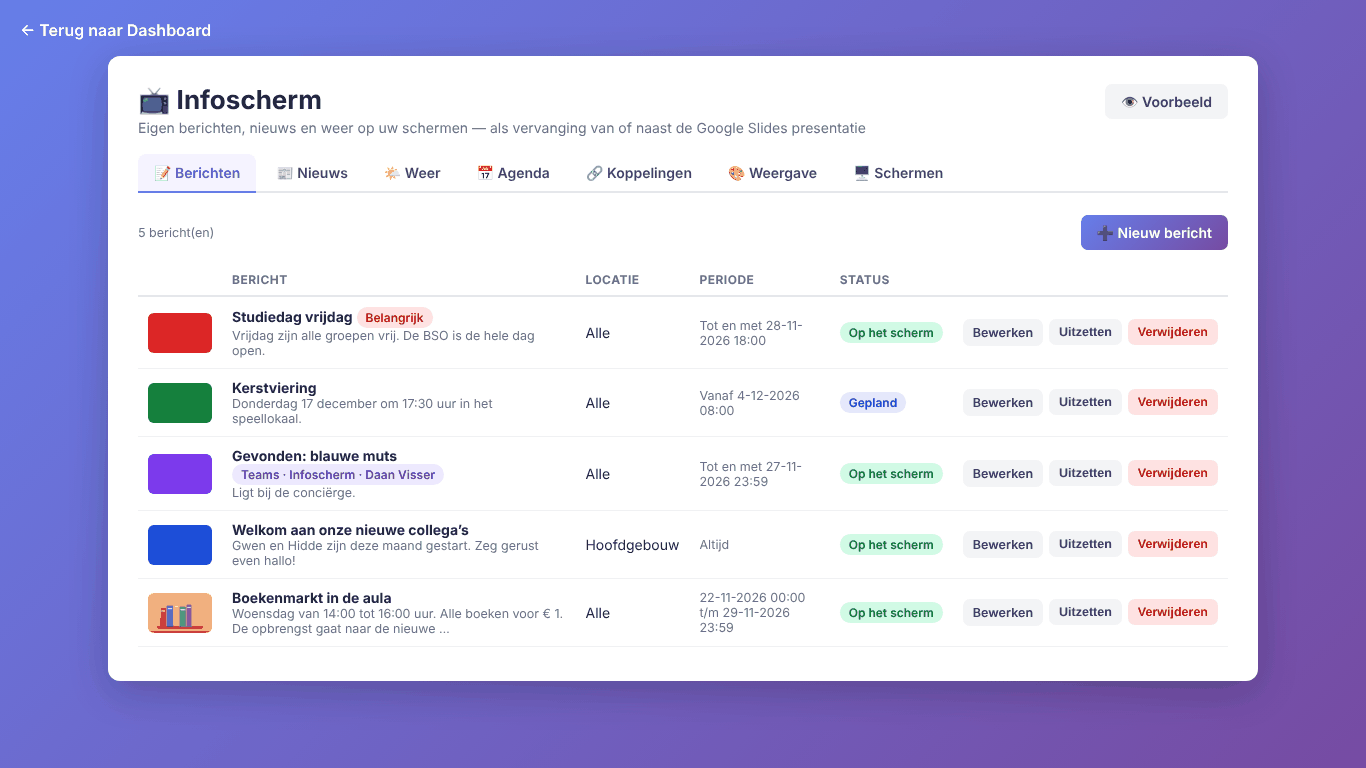 ← Terug naar Dashboard
📺 Infoscherm
👁️ Voorbeeld
Eigen berichten, nieuws en weer op uw schermen — als vervanging van of naast de Google Slides presentatie
📝 Berichten 📰 Nieuws 🌤️ Weer 📅 Agenda 🔗 Koppelingen 🎨 Weergave 🖥️ Schermen
5 bericht(en)
➕ Nieuw bericht
BERICHT LOCATIE PERIODE STATUS
Studiedag vrijdag Belangrijk
Vrijdag zijn alle groepen vrij. De BSO is de hele dag
open.
Alle
Tot en met 28-11-
2026 18:00
Op het scherm
Bewerken Uitzetten Verwijderen
Kerstviering
Donderdag 17 december om 17:30 uur in het
speellokaal.
Alle
Vanaf 4-12-2026
08:00
Gepland
Bewerken Uitzetten Verwijderen
Gevonden: blauwe muts
Teams · Infoscherm · Daan Visser
Ligt bij de conciërge.
Alle
Tot en met 27-11-
2026 23:59
Op het scherm
Bewerken Uitzetten Verwijderen
Welkom aan onze nieuwe collega’s
Gwen en Hidde zijn deze maand gestart. Zeg gerust
even hallo!
Hoofdgebouw
Altijd
Op het scherm
Bewerken Uitzetten Verwijderen
Boekenmarkt in de aula
Woensdag van 14:00 tot 16:00 uur. Alle boeken voor € 1.
De opbrengst gaat naar de nieuwe ...
Alle
22-11-2026 00:00
t/m 29-11-2026
23:59
Op het scherm
Bewerken Uitzetten Verwijderen